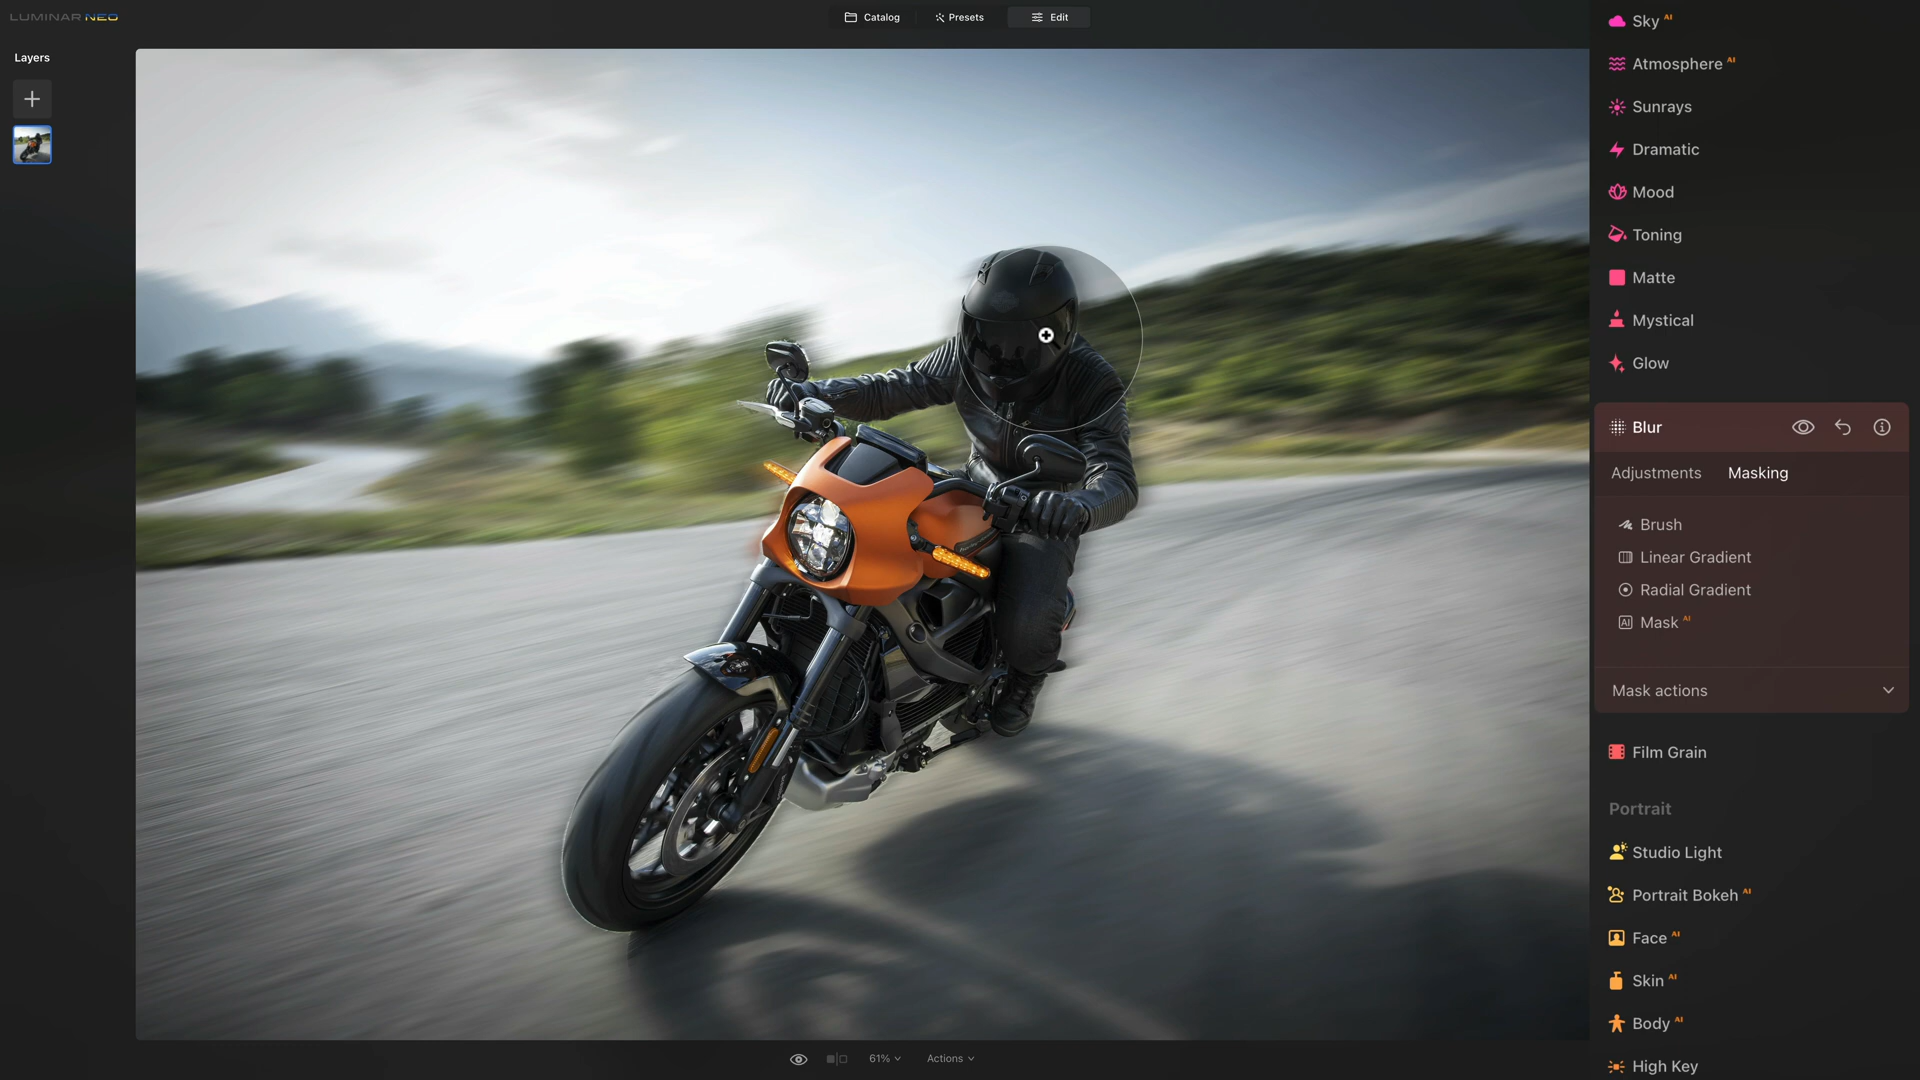 LUMINAR NEO
Catalog
Presets
Edit
Layers
Sky AI
Atmosphere AI
Sunrays
Dramatic
Mood
Toning
Matte
Mystical
Glow
Blur
Adjustments Masking
Brush
Linear Gradient
Radial Gradient
AI Mask AI
Mask actions
Film Grain
Portrait
Studio Light
Portrait Bokeh AI
Face AI
Skin AI
Body AI
High Key
61%
Actions